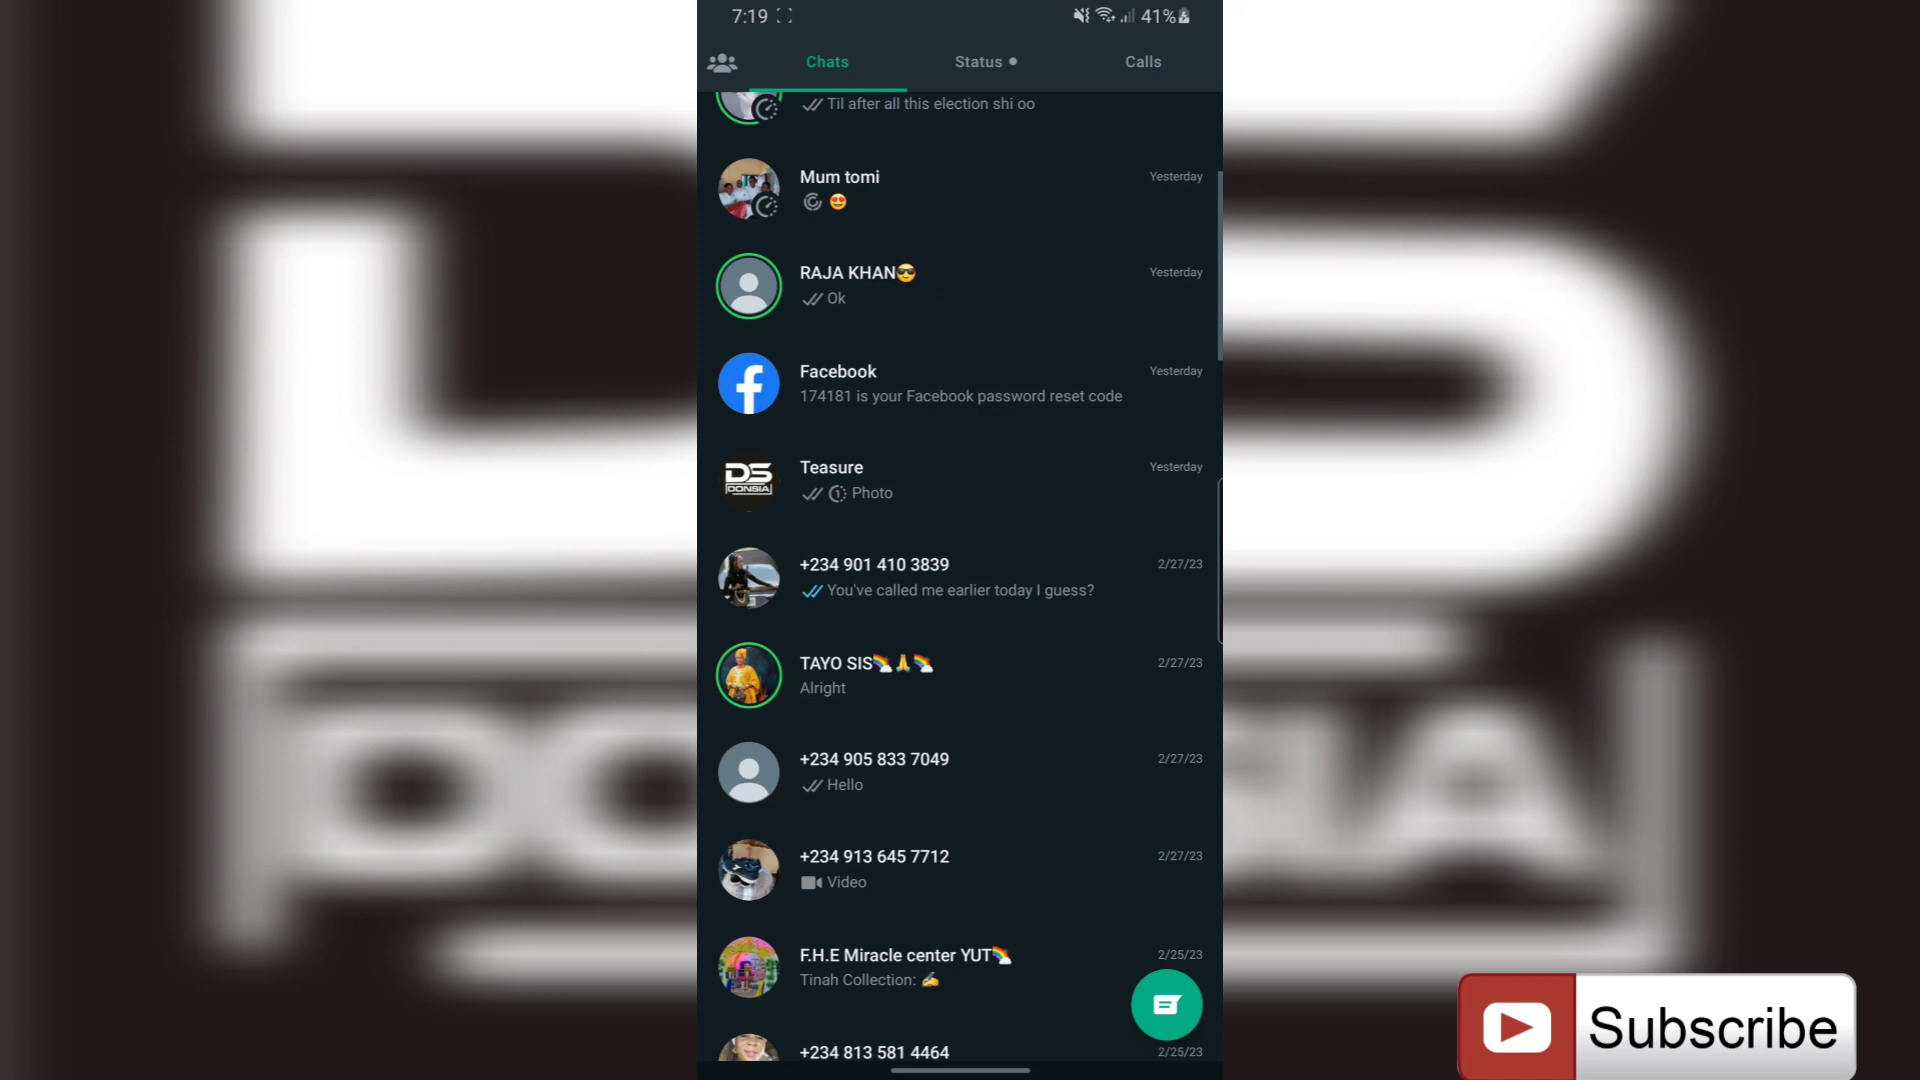 7:19
41%
Chats
Status
Calls
Til after all this election shi oo
Mum tomi
Yesterday
😍
RAJA KHAN😎
Yesterday
Ok
Facebook
Yesterday
174181 is your Facebook password reset code
DS
DONSIA
Teasure
Yesterday
1 Photo
+234 901 410 3839
2/27/23
You've called me earlier today I guess?
TAYO SIS🌈🙏🌈
2/27/23
Alright
+234 905 833 7049
2/27/23
Hello
+234 913 645 7712
2/27/23
Video
F.H.E Miracle center YUT🌈
2/25/23
Tinah Collection: ✍️
+234 813 581 4464
2/25/23
Subscribe